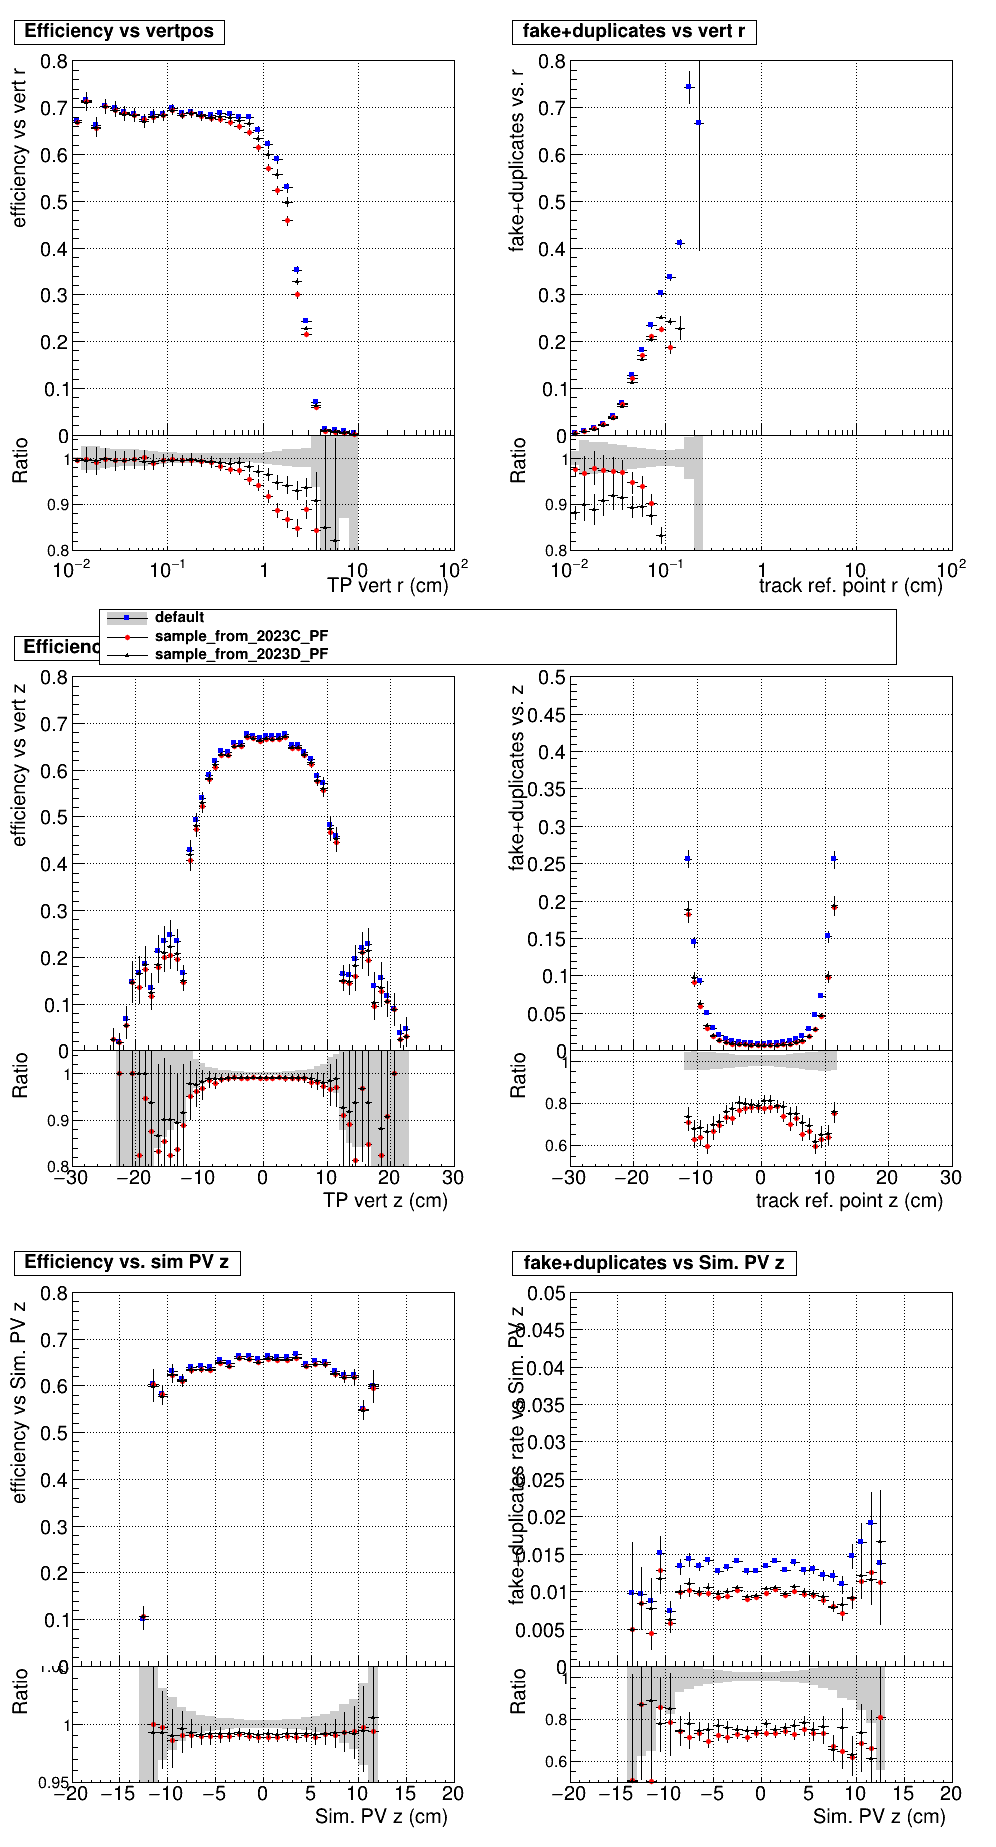 Efficiency vs vertpos
fake+duplicates vs vert r
efficiency vs vert r
0.8
0.7
0.6
0.5
0.4
0.3
0.2
0.1
0
Ratio
1
0.9
0.8
10⁻² 10⁻¹ 1 10 10²
TP vert r (cm)
fake+duplicates vs. r
0.8
0.7
0.6
0.5
0.4
0.3
0.2
0.1
0
Ratio
1
0.9
0.8
10⁻² 10⁻¹ 1 10 10²
track ref. point r (cm)
default
sample_from_2023C_PF
sample_from_2023D_PF
efficiency vs vert z
0.8
0.7
0.6
0.5
0.4
0.3
0.2
0.1
0
Ratio
1
0.9
0.8
−30 −20 −10 0 10 20 30
TP vert z (cm)
fake+duplicates vs. z
0.5
0.45
0.4
0.35
0.3
0.25
0.2
0.15
0.1
0.05
0
Ratio
1
0.8
0.6
−30 −20 −10 0 10 20 30
track ref. point z (cm)
Efficiency vs. sim PV z
fake+duplicates vs Sim. PV z
efficiency vs Sim. PV z
0.8
0.7
0.6
0.5
0.4
0.3
0.2
0.1
0
Ratio
1
0.95
−20 −15 −10 −5 0 5 10 15 20
Sim. PV z (cm)
fake+duplicates rate vs Sim. PV z
0.05
0.045
0.04
0.035
0.03
0.025
0.02
0.015
0.01
0.005
0
Ratio
1
0.8
0.6
−20 −15 −10 −5 0 5 10 15 20
Sim. PV z (cm)